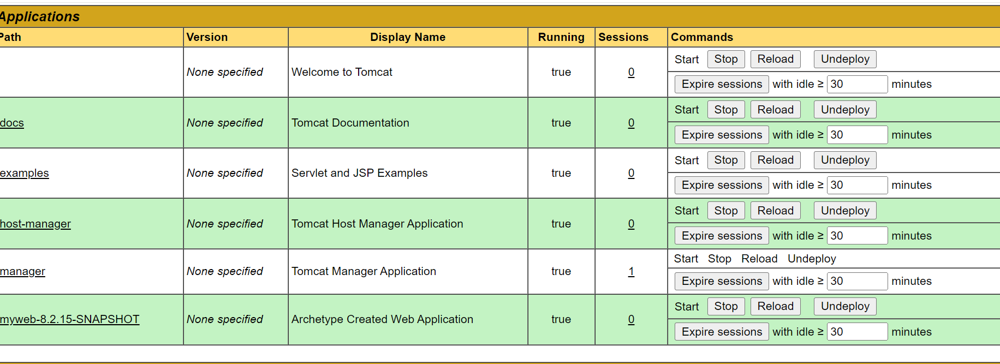 Applications
Path Version Display Name Running Sessions Commands
None specified Welcome to Tomcat true 0 Start Stop Reload Undeploy
Expire sessions with idle ≥ 30 minutes
docs None specified Tomcat Documentation true 0 Start Stop Reload Undeploy
Expire sessions with idle ≥ 30 minutes
examples None specified Servlet and JSP Examples true 0 Start Stop Reload Undeploy
Expire sessions with idle ≥ 30 minutes
host-manager None specified Tomcat Host Manager Application true 0 Start Stop Reload Undeploy
Expire sessions with idle ≥ 30 minutes
manager None specified Tomcat Manager Application true 1 Start Stop Reload Undeploy
Expire sessions with idle ≥ 30 minutes
myweb-8.2.15-SNAPSHOT None specified Archetype Created Web Application true 0 Start Stop Reload Undeploy
Expire sessions with idle ≥ 30 minutes